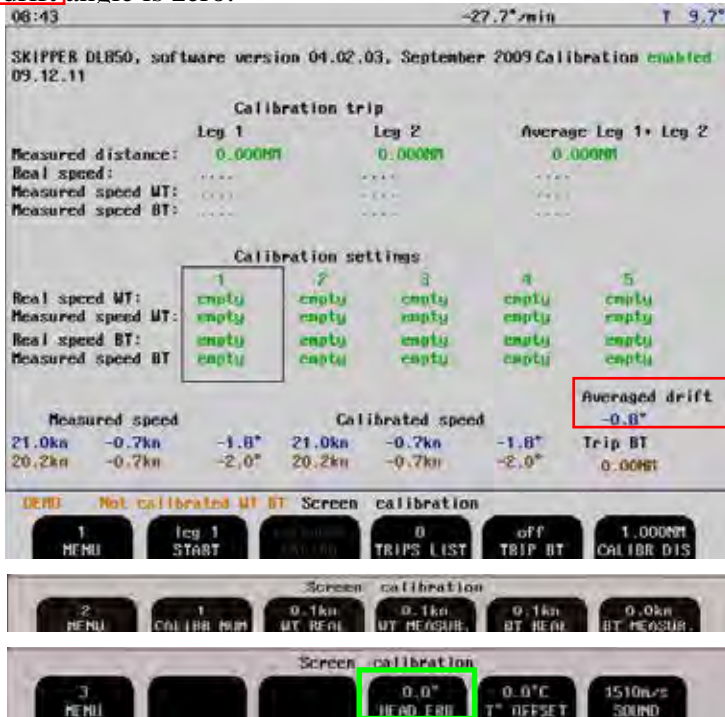 drift angle is zero.
08:43 -27.7°/min T 9.7°
SKIPPER DL850, software version 04.02.03, September 2009 Calibration enabled
09.12.11
Calibration trip
Leg 1 Leg 2 Average Leg 1+ Leg 2
Measured distance: 0.000NM 0.000NM 0.000NM
Real speed: .... .... ....
Measured speed WT: .... .... ....
Measured speed BT: .... .... ....
Calibration settings
1 2 3 4 5
Real speed WT: empty empty empty empty empty
Measured speed WT: empty empty empty empty empty
Real speed BT: empty empty empty empty empty
Measured speed BT empty empty empty empty empty
Averaged drift
Measured speed Calibrated speed -0.8°
21.0kn -0.7kn -1.8° 21.0kn -0.7kn -1.8° Trip BT
20.2kn -0.7kn -2.0° 20.2kn -0.7kn -2.0° 0.00NM
DEMO Not calibrated WT BT Screen calibration
1 leg 1 0 off 1.000NM
MENU START TRIPS LIST TRIP BT CALIBR DIS
Screen calibration
2 1 0.1kn 0.1kn 0.1kn 0.0kn
MENU CALIBR NUM WT REAL WT MEASUR. BT REAL BT MEASUR.
Screen calibration
3 0.0° 0.0°C 1510m/s
MENU HEAD ERR T° OFFSET SOUND